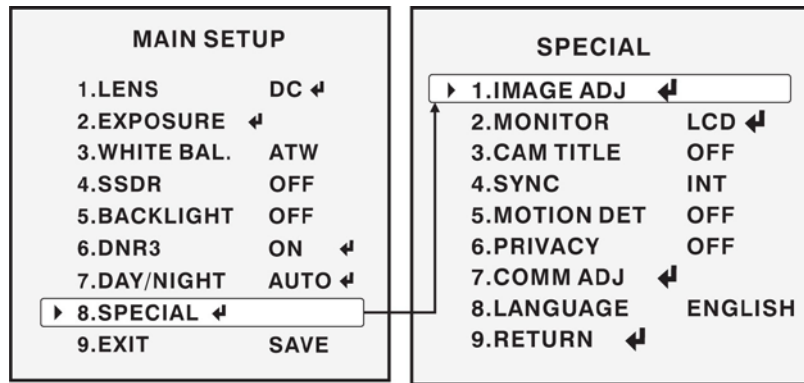 MAIN SETUP
1.LENS DC ↲
2.EXPOSURE ↲
3.WHITE BAL. ATW
4.SSDR OFF
5.BACKLIGHT OFF
6.DNR3 ON ↲
7.DAY/NIGHT AUTO ↲
8.SPECIAL ↲
9.EXIT SAVE
SPECIAL
1.IMAGE ADJ ↲
2.MONITOR LCD ↲
3.CAM TITLE OFF
4.SYNC INT
5.MOTION DET OFF
6.PRIVACY OFF
7.COMM ADJ ↲
8.LANGUAGE ENGLISH
9.RETURN ↲